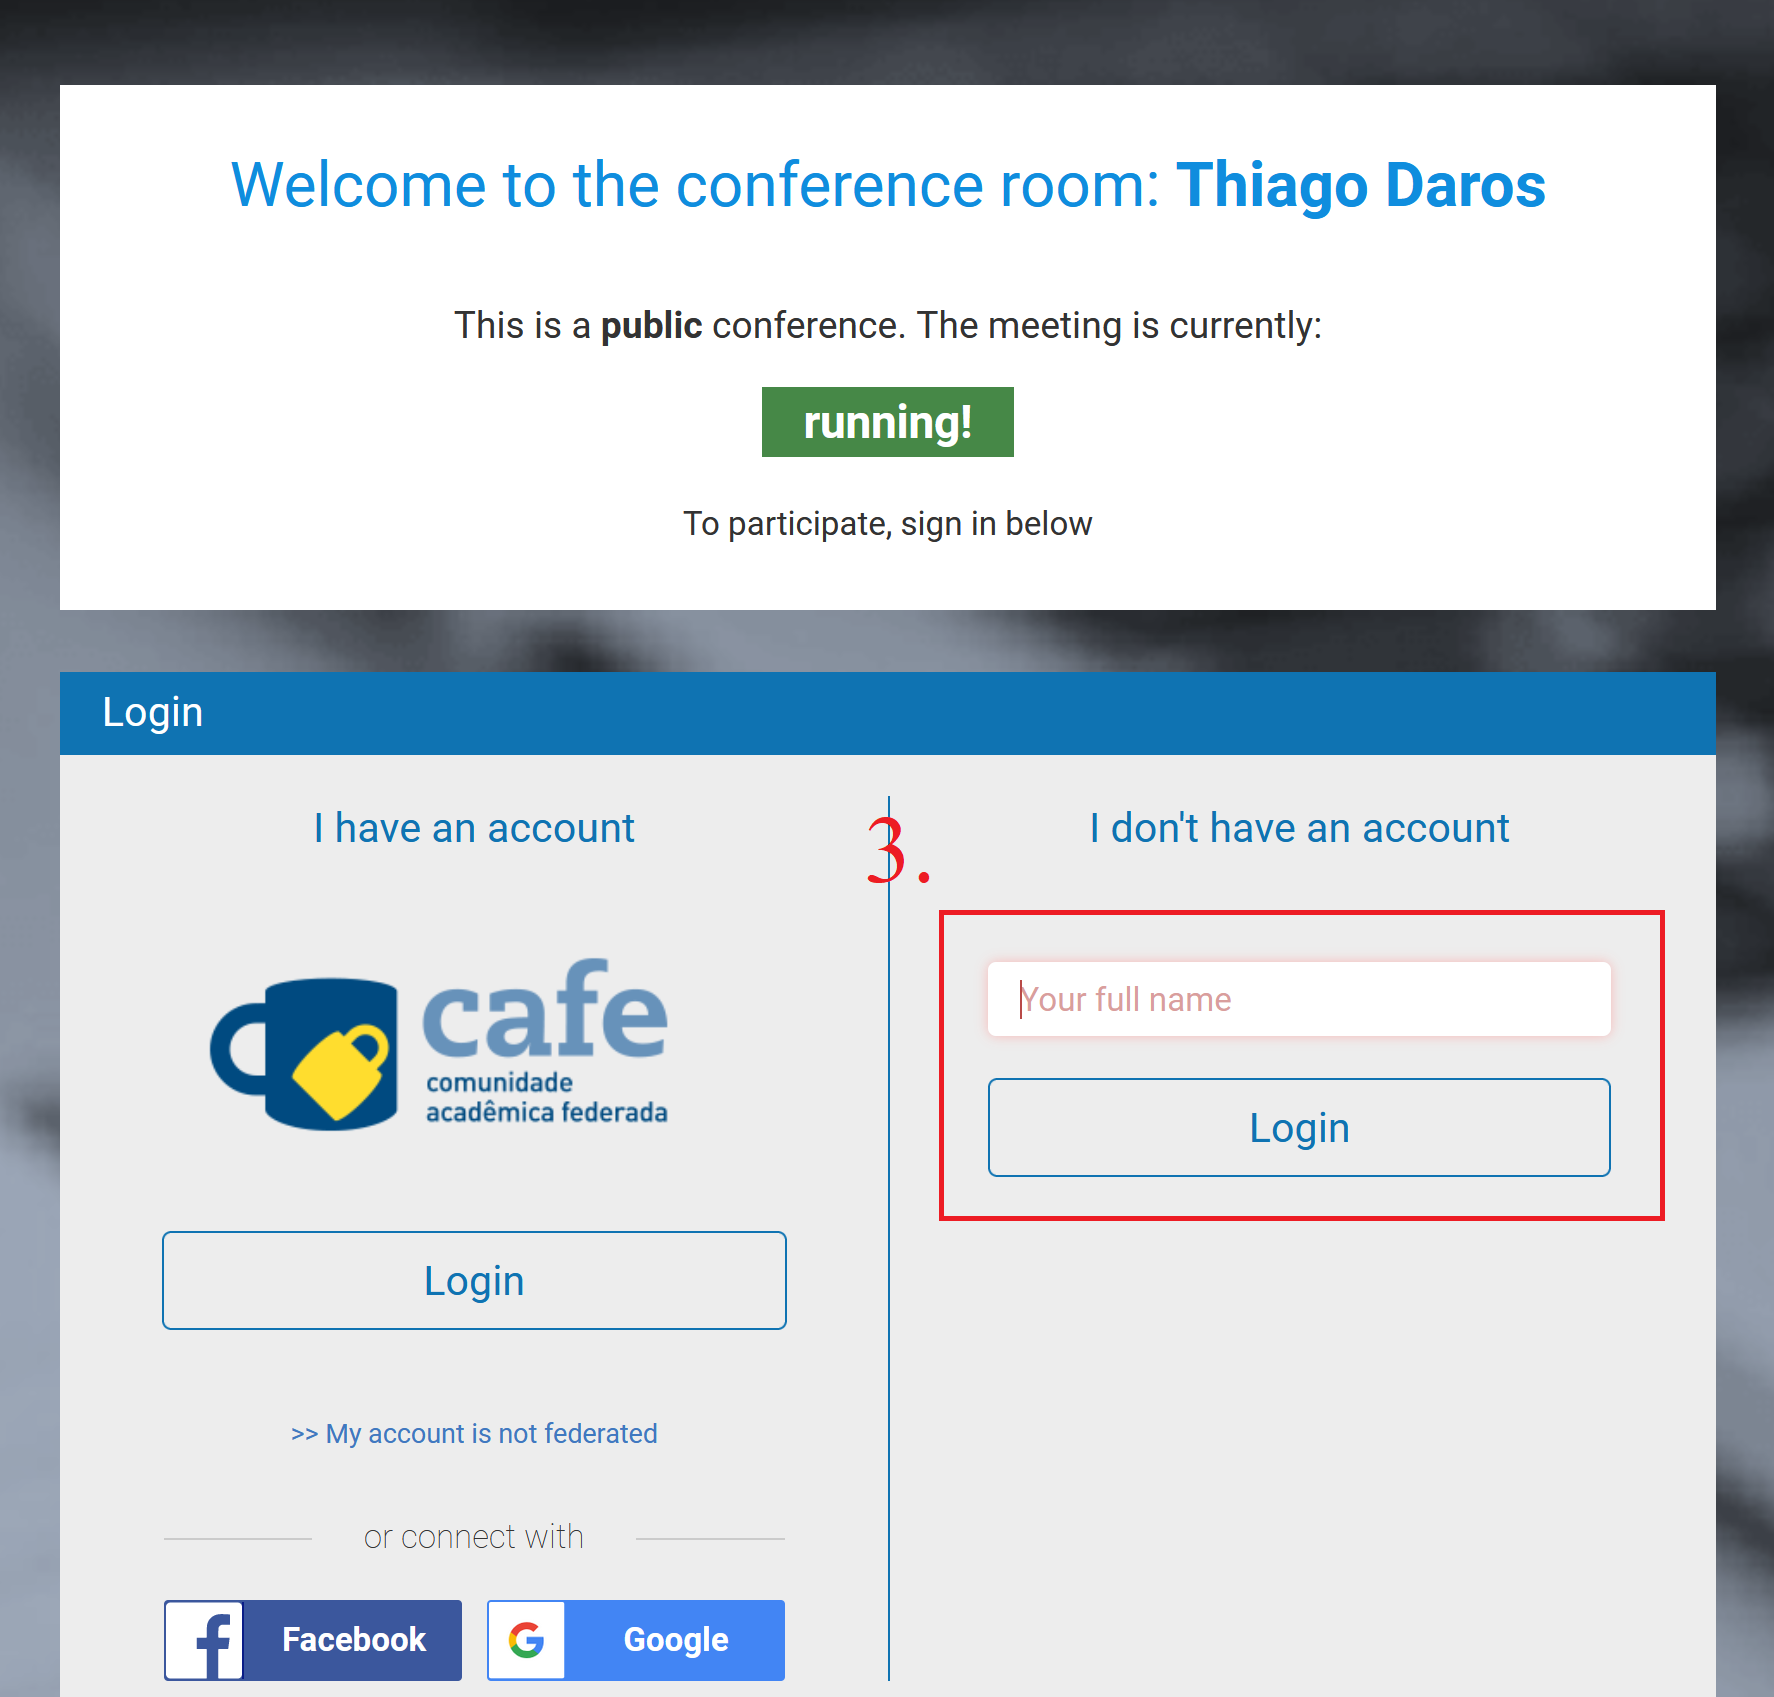 Welcome to the conference room: Thiago Daros
This is a public conference. The meeting is currently:
running!
To participate, sign in below
Login
I have an account
cafe
comunidade
acadêmica federada
Login
>> My account is not federated
or connect with
Facebook
Google
3.
I don't have an account
Your full name
Login